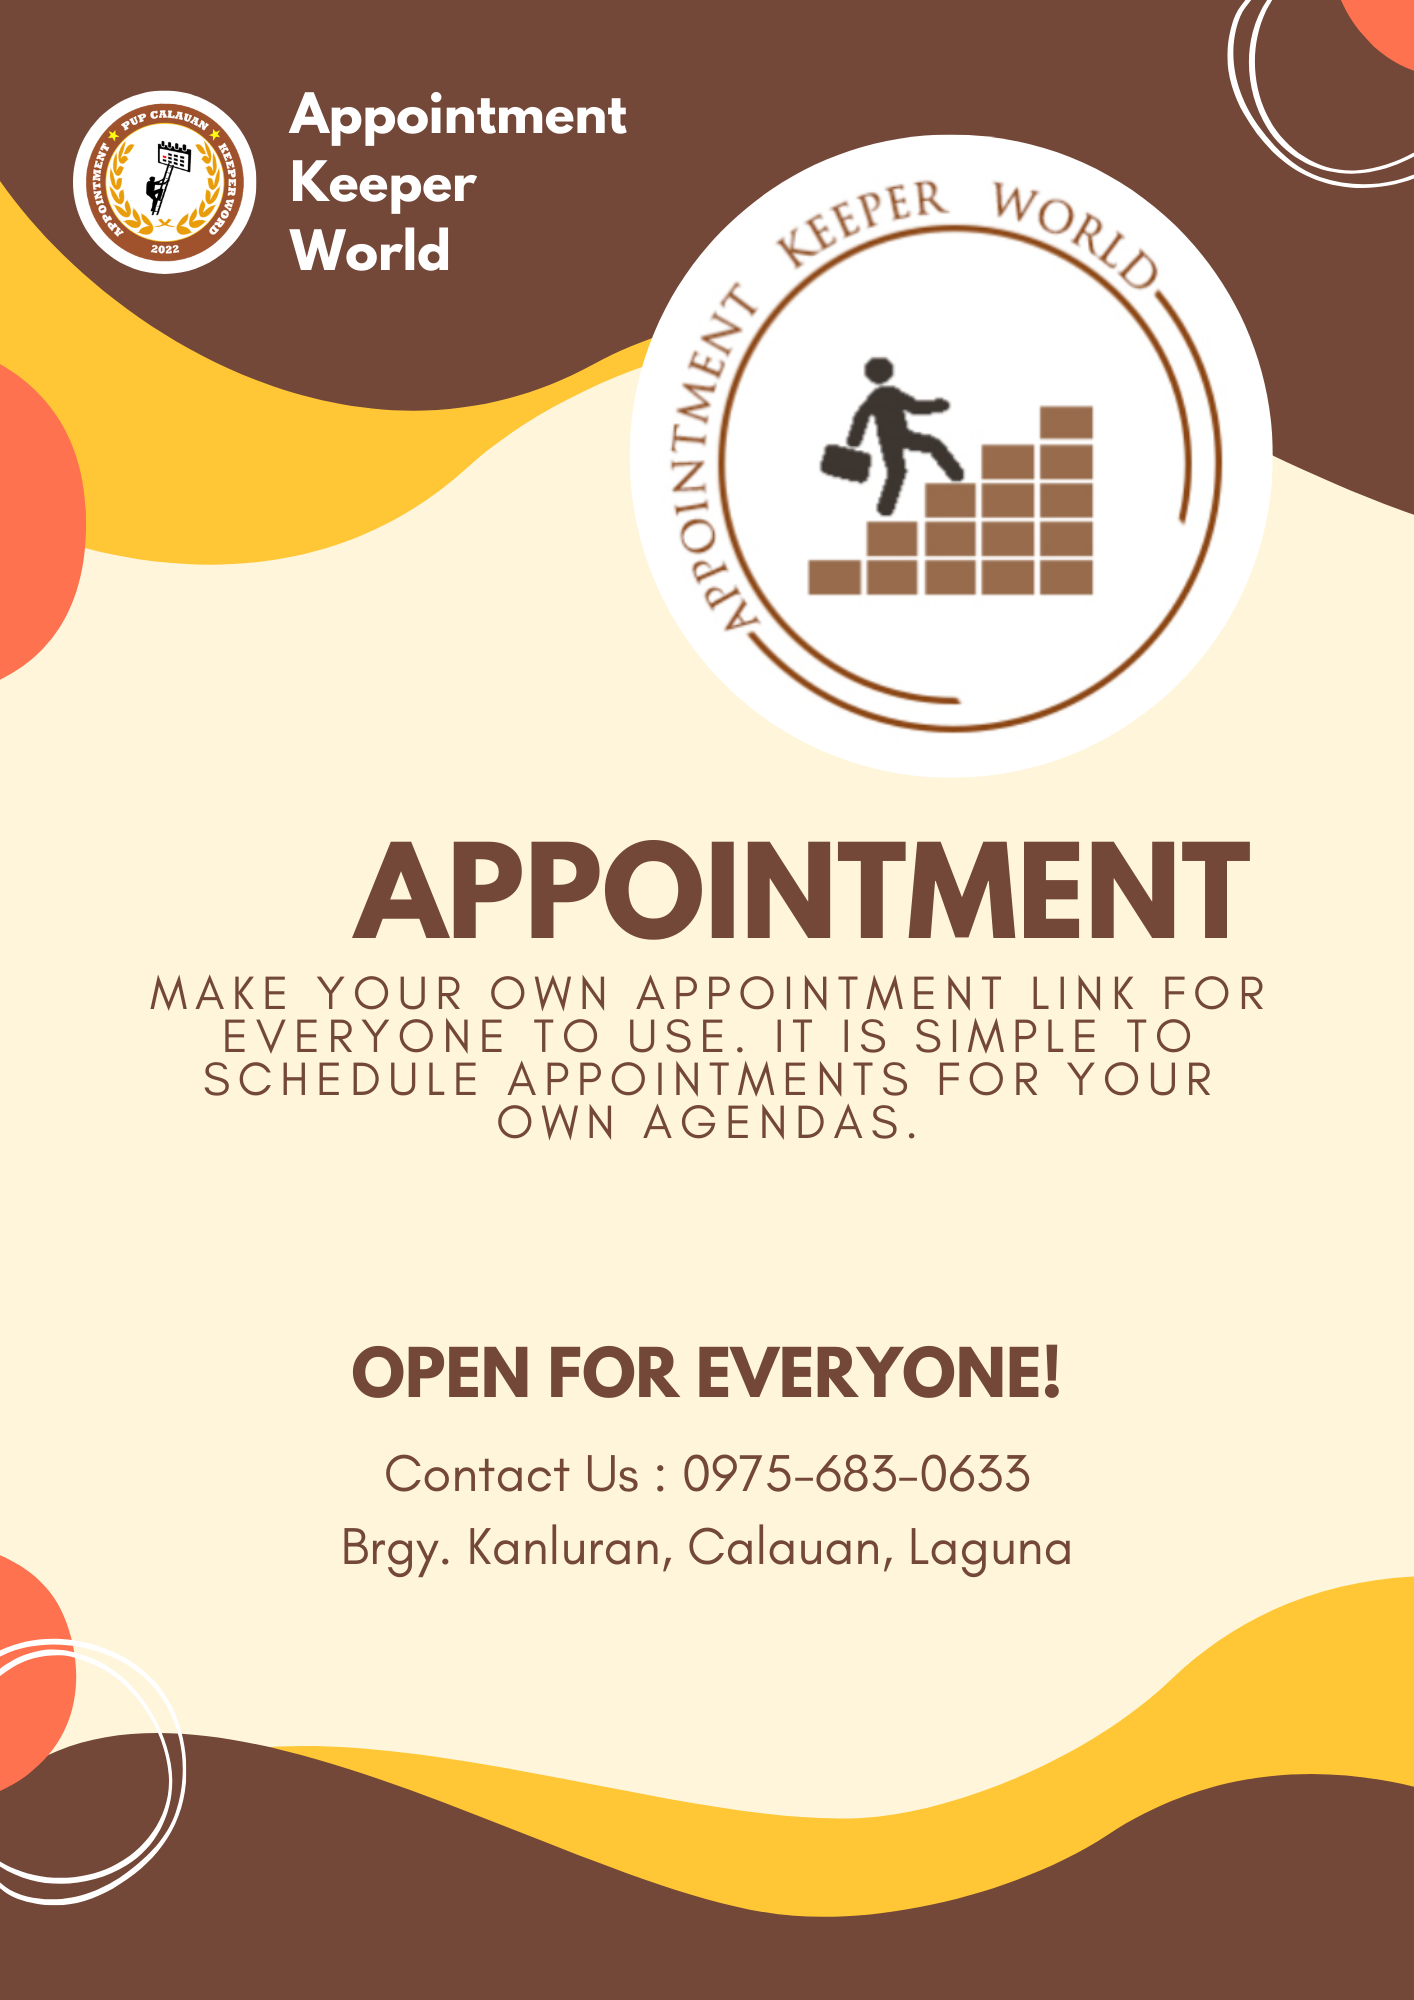 PUP CALAUAN
APPOINTMENT
KEEPER WORD
2022
Appointment
Keeper
World
APPOINTMENT KEEPER WORLD
APPOINTMENT
MAKE YOUR OWN APPOINTMENT LINK FOR
EVERYONE TO USE. IT IS SIMPLE TO
SCHEDULE APPOINTMENTS FOR YOUR
OWN AGENDAS.
OPEN FOR EVERYONE!
Contact Us : 0975-683-0633
Brgy. Kanluran, Calauan, Laguna